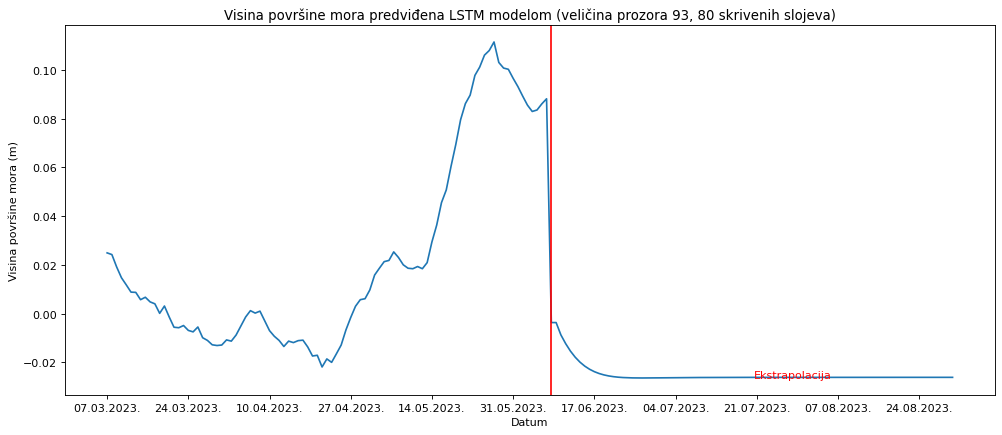 Visina površine mora predviđena LSTM modelom (veličina prozora 93, 80 skrivenih slojeva)
Visina površine mora (m)
0.10
0.08
0.06
0.04
0.02
0.00
−0.02
Ekstrapolacija
07.03.2023. 24.03.2023. 10.04.2023. 27.04.2023. 14.05.2023. 31.05.2023. 17.06.2023. 04.07.2023. 21.07.2023. 07.08.2023. 24.08.2023.
Datum